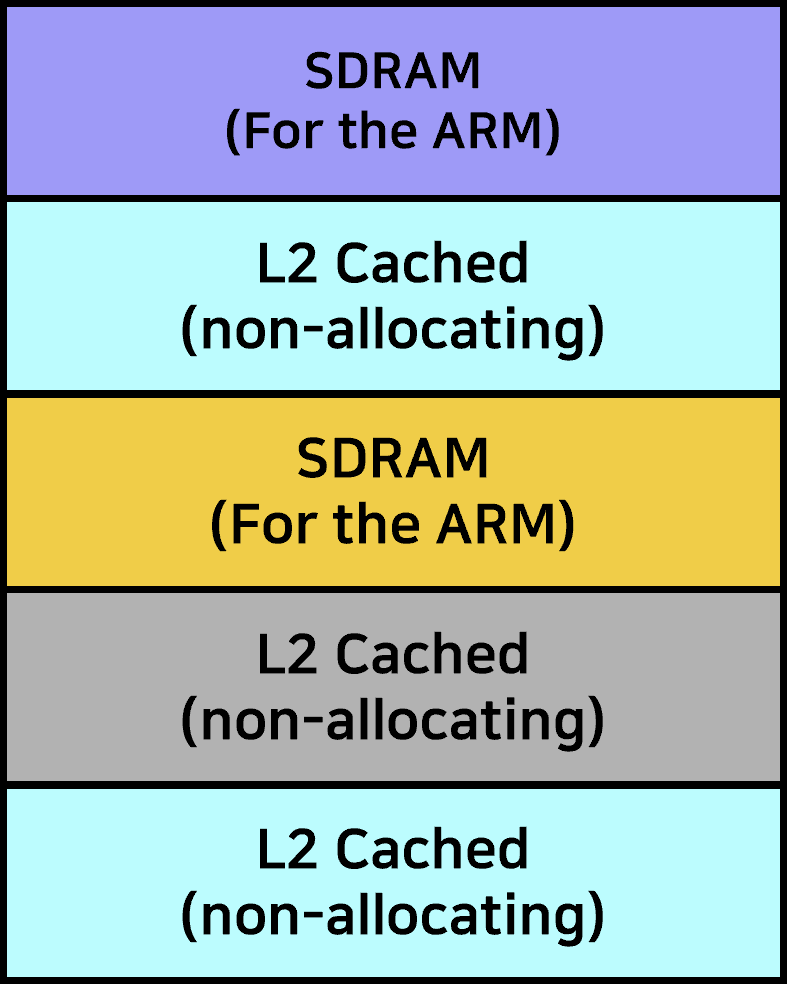 SDRAM
(For the ARM)
L2 Cached
(non-allocating)
SDRAM
(For the ARM)
L2 Cached
(non-allocating)
L2 Cached
(non-allocating)